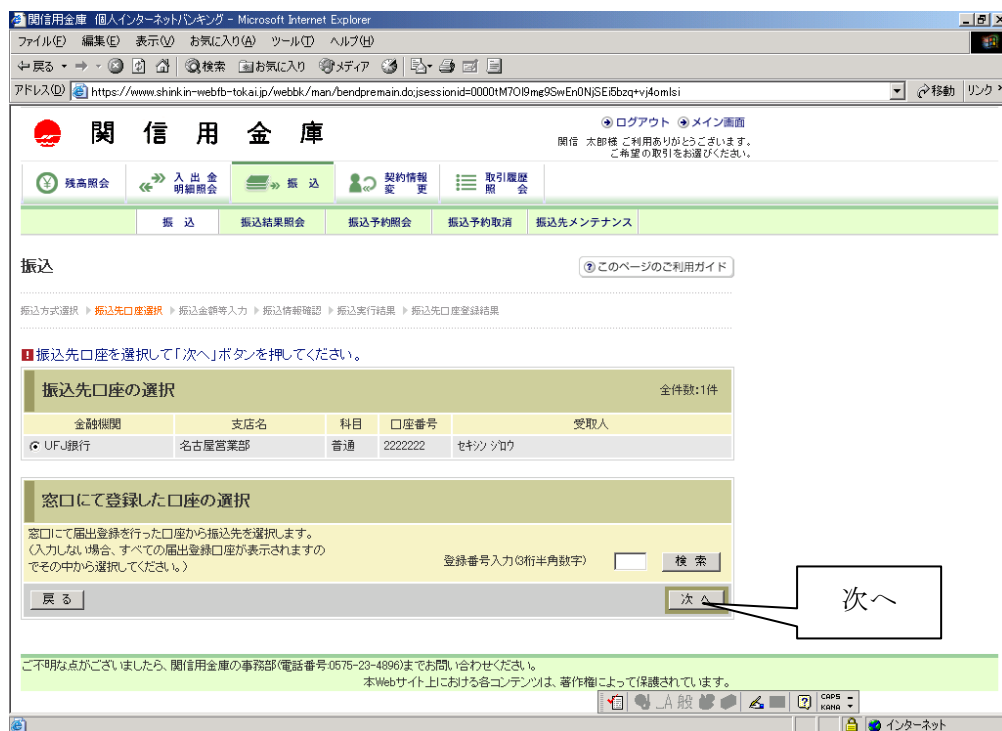 関信用金庫 個人インターネットバンキング - Microsoft Internet Explorer
ファイル(F) 編集(E) 表示(V) お気に入り(A) ツール(T) ヘルプ(H)
戻る 検索 お気に入り メディア
アドレス(D) https://www.shinkin-webfb-tokai.jp/webbk/man/bendpremain.do;jsessionid=0000tM7OI9mg9SwEn0NjSEi5bzq+vj4omlsi 移動 リンク »
関 信 用 金 庫
ログアウト メイン画面
関信 太郎様 ご利用ありがとうございます。
ご希望の取引をお選びください。
残高照会 入出金明細照会 振込 契約情報変更 取引履歴照会
振込 振込結果照会 振込予約照会 振込予約取消 振込先メンテナンス
振込
?このページのご利用ガイド
振込方式選択 ▶振込先口座選択 ▶振込金額等入力 ▶振込情報確認 ▶振込実行結果 ▶振込先口座登録結果
!振込先口座を選択して「次へ」ボタンを押してください。
振込先口座の選択 全件数:1件
金融機関 支店名 科目 口座番号 受取人
UFJ銀行 名古屋営業部 普通 2222222 セキシン ジロウ
窓口にて登録した口座の選択
窓口にて届出登録を行った口座から振込先を選択します。
(入力しない場合、すべての届出登録口座が表示されますの
でその中から選択してください。)
登録番号入力(3桁半角数字) 検 索
戻 る 次 へ
次へ
ご不明な点がございましたら、関信用金庫の事務部(電話番号:0575-23-4896)までお問い合わせください。
本Webサイト上における各コンテンツは、著作権によって保護されています。
A 般 CAPS KANA
インターネット